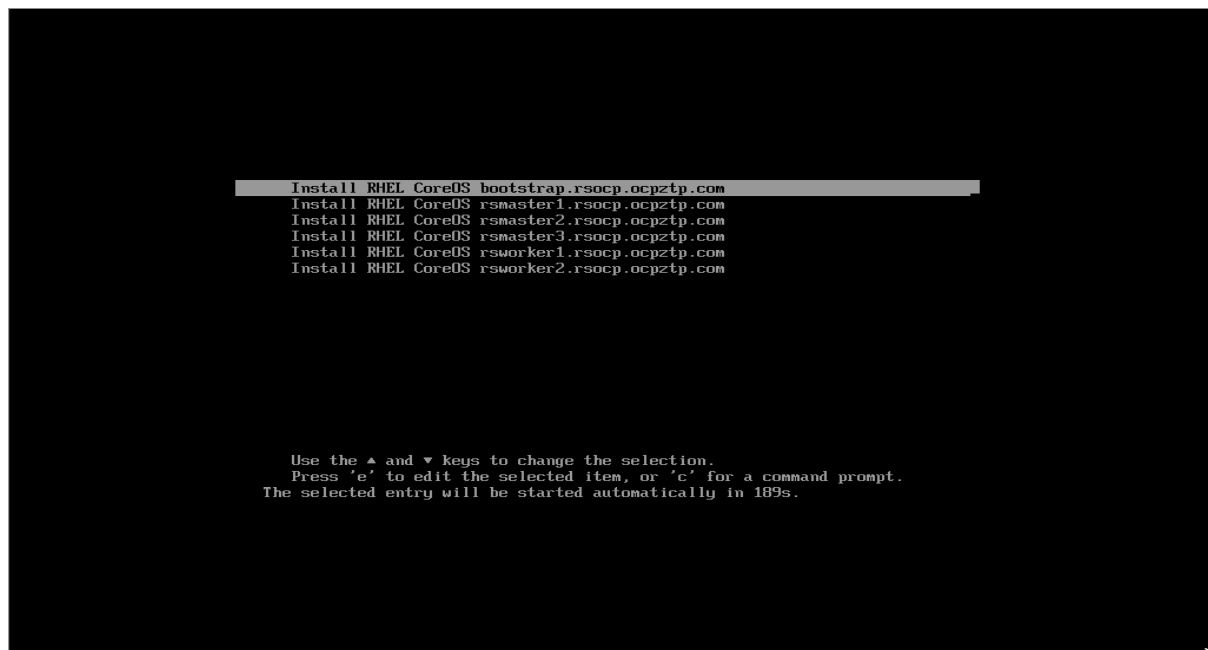 Install RHEL CoreOS bootstrap.rsocp.ocpztp.com
Install RHEL CoreOS rsmaster1.rsocp.ocpztp.com
Install RHEL CoreOS rsmaster2.rsocp.ocpztp.com
Install RHEL CoreOS rsmaster3.rsocp.ocpztp.com
Install RHEL CoreOS rsworker1.rsocp.ocpztp.com
Install RHEL CoreOS rsworker2.rsocp.ocpztp.com
Use the ▲ and ▼ keys to change the selection.
Press 'e' to edit the selected item, or 'c' for a command prompt.
The selected entry will be started automatically in 189s.